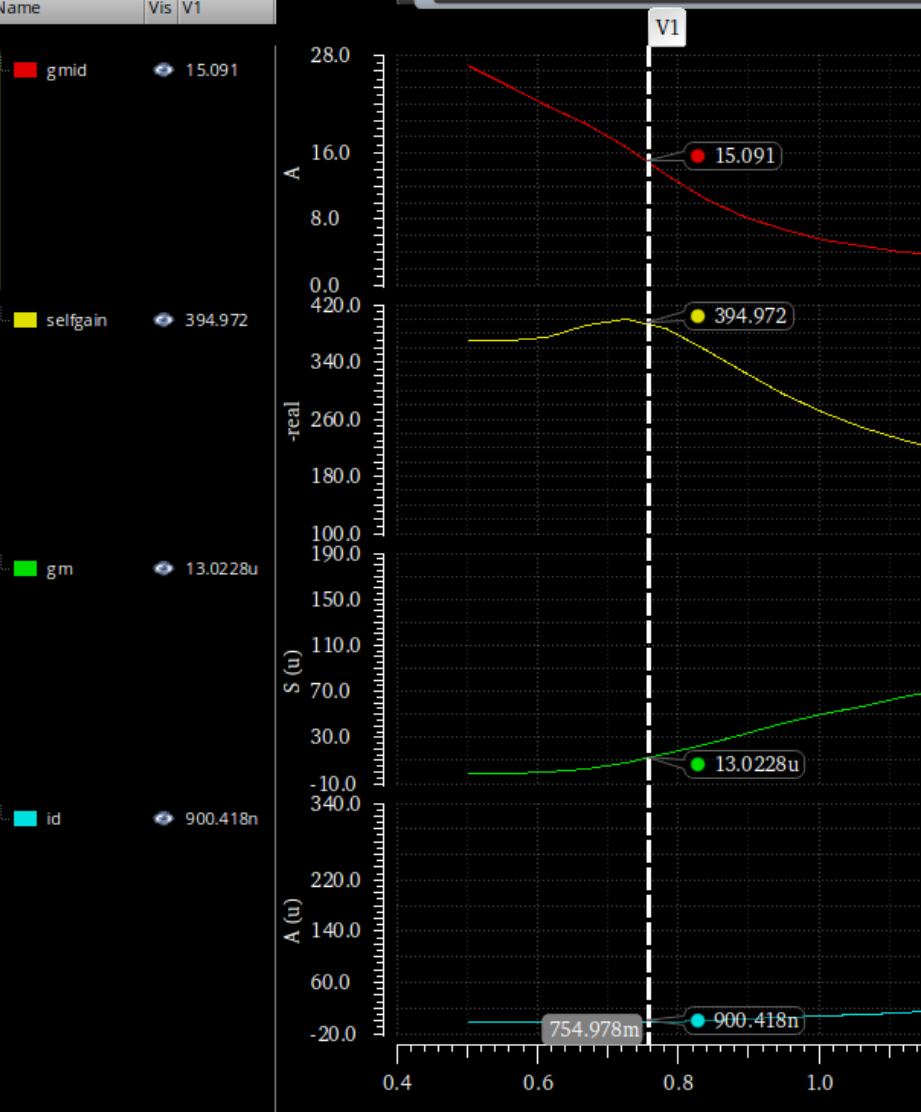 Name Vis V1
V1
gmid 15.091
28.0
16.0
8.0
0.0
A
15.091
selfgain 394.972
420.0
340.0
260.0
180.0
100.0
-real
394.972
gm 13.0228u
190.0
150.0
110.0
70.0
30.0
-10.0
S (u)
13.0228u
id 900.418n
340.0
220.0
140.0
60.0
-20.0
A (u)
900.418n
754.978m
0.4 0.6 0.8 1.0